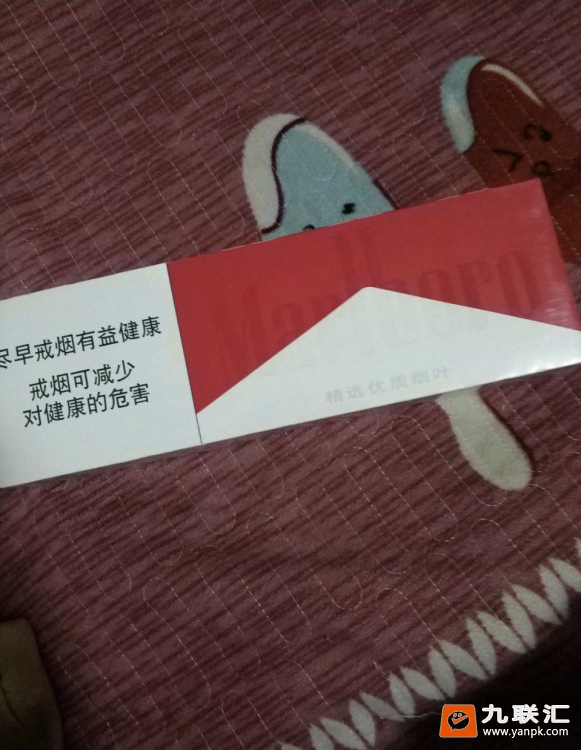 尽早戒烟有益健康
戒烟可减少
对健康的危害
Marlboro
精选优质烟叶
九联汇
www.yanpk.com